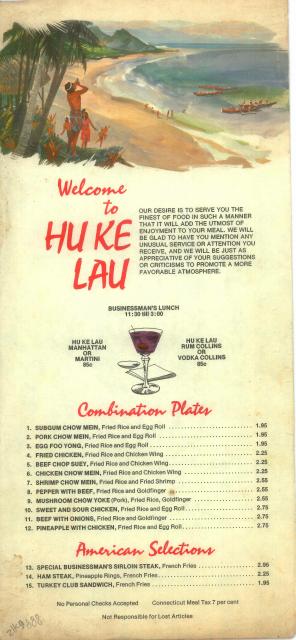 Welcome
to
HU KE
LAU
OUR DESIRE IS TO SERVE YOU THE
FINEST OF FOOD IN SUCH A MANNER
THAT IT WILL ADD THE UTMOST OF
ENJOYMENT TO YOUR MEAL. WE WILL
BE GLAD TO HAVE YOU MENTION ANY
UNUSUAL SERVICE OR ATTENTION YOU
RECEIVE, AND WE WILL BE JUST AS
APPRECIATIVE OF YOUR SUGGESTIONS
OR CRITICISMS TO PROMOTE A MORE
FAVORABLE ATMOSPHERE.
BUSINESSMAN'S LUNCH
11:30 till 3:00
HU KE LAU
MANHATTAN
OR
MARTINI
85c
HU KE LAU
RUM COLLINS
OR
VODKA COLLINS
85c
Combination Plates
1. SUBGUM CHOW MEIN, Fried Rice and Egg Roll 1.95
2. PORK CHOW MEIN, Fried Rice and Egg Roll 1.95
3. EGG FOO YONG, Fried Rice and Egg Roll 1.95
4. FRIED CHICKEN, Fried Rice and Chicken Wing 2.25
5. BEEF CHOP SUEY, Fried Rice and Chicken Wing 2.25
6. CHICKEN CHOW MEIN, Fried Rice and Chicken Wing 2.25
7. SHRIMP CHOW MEIN, Fried Rice and Fried Shrimp 2.55
8. PEPPER WITH BEEF, Fried Rice and Goldfinger 2.55
9. MUSHROOM CHOW YOKE (Pork), Fried Rice, Goldfinger 2.55
10. SWEET AND SOUR CHICKEN, Fried Rice and Egg Roll 2.75
11. BEEF WITH ONIONS, Fried Rice and Goldfinger 2.75
12. PINEAPPLE WITH CHICKEN, Fried Rice and Egg Roll 2.75
American Selections
13. SPECIAL BUSINESSMAN'S SIRLOIN STEAK, French Fries 2.95
14. HAM STEAK, Pineapple Rings, French Fries 2.25
15. TURKEY CLUB SANDWICH, French Fries 1.95
No Personal Checks Accepted Connecticut Meal Tax 7 per cent
Not Responsible for Lost Articles